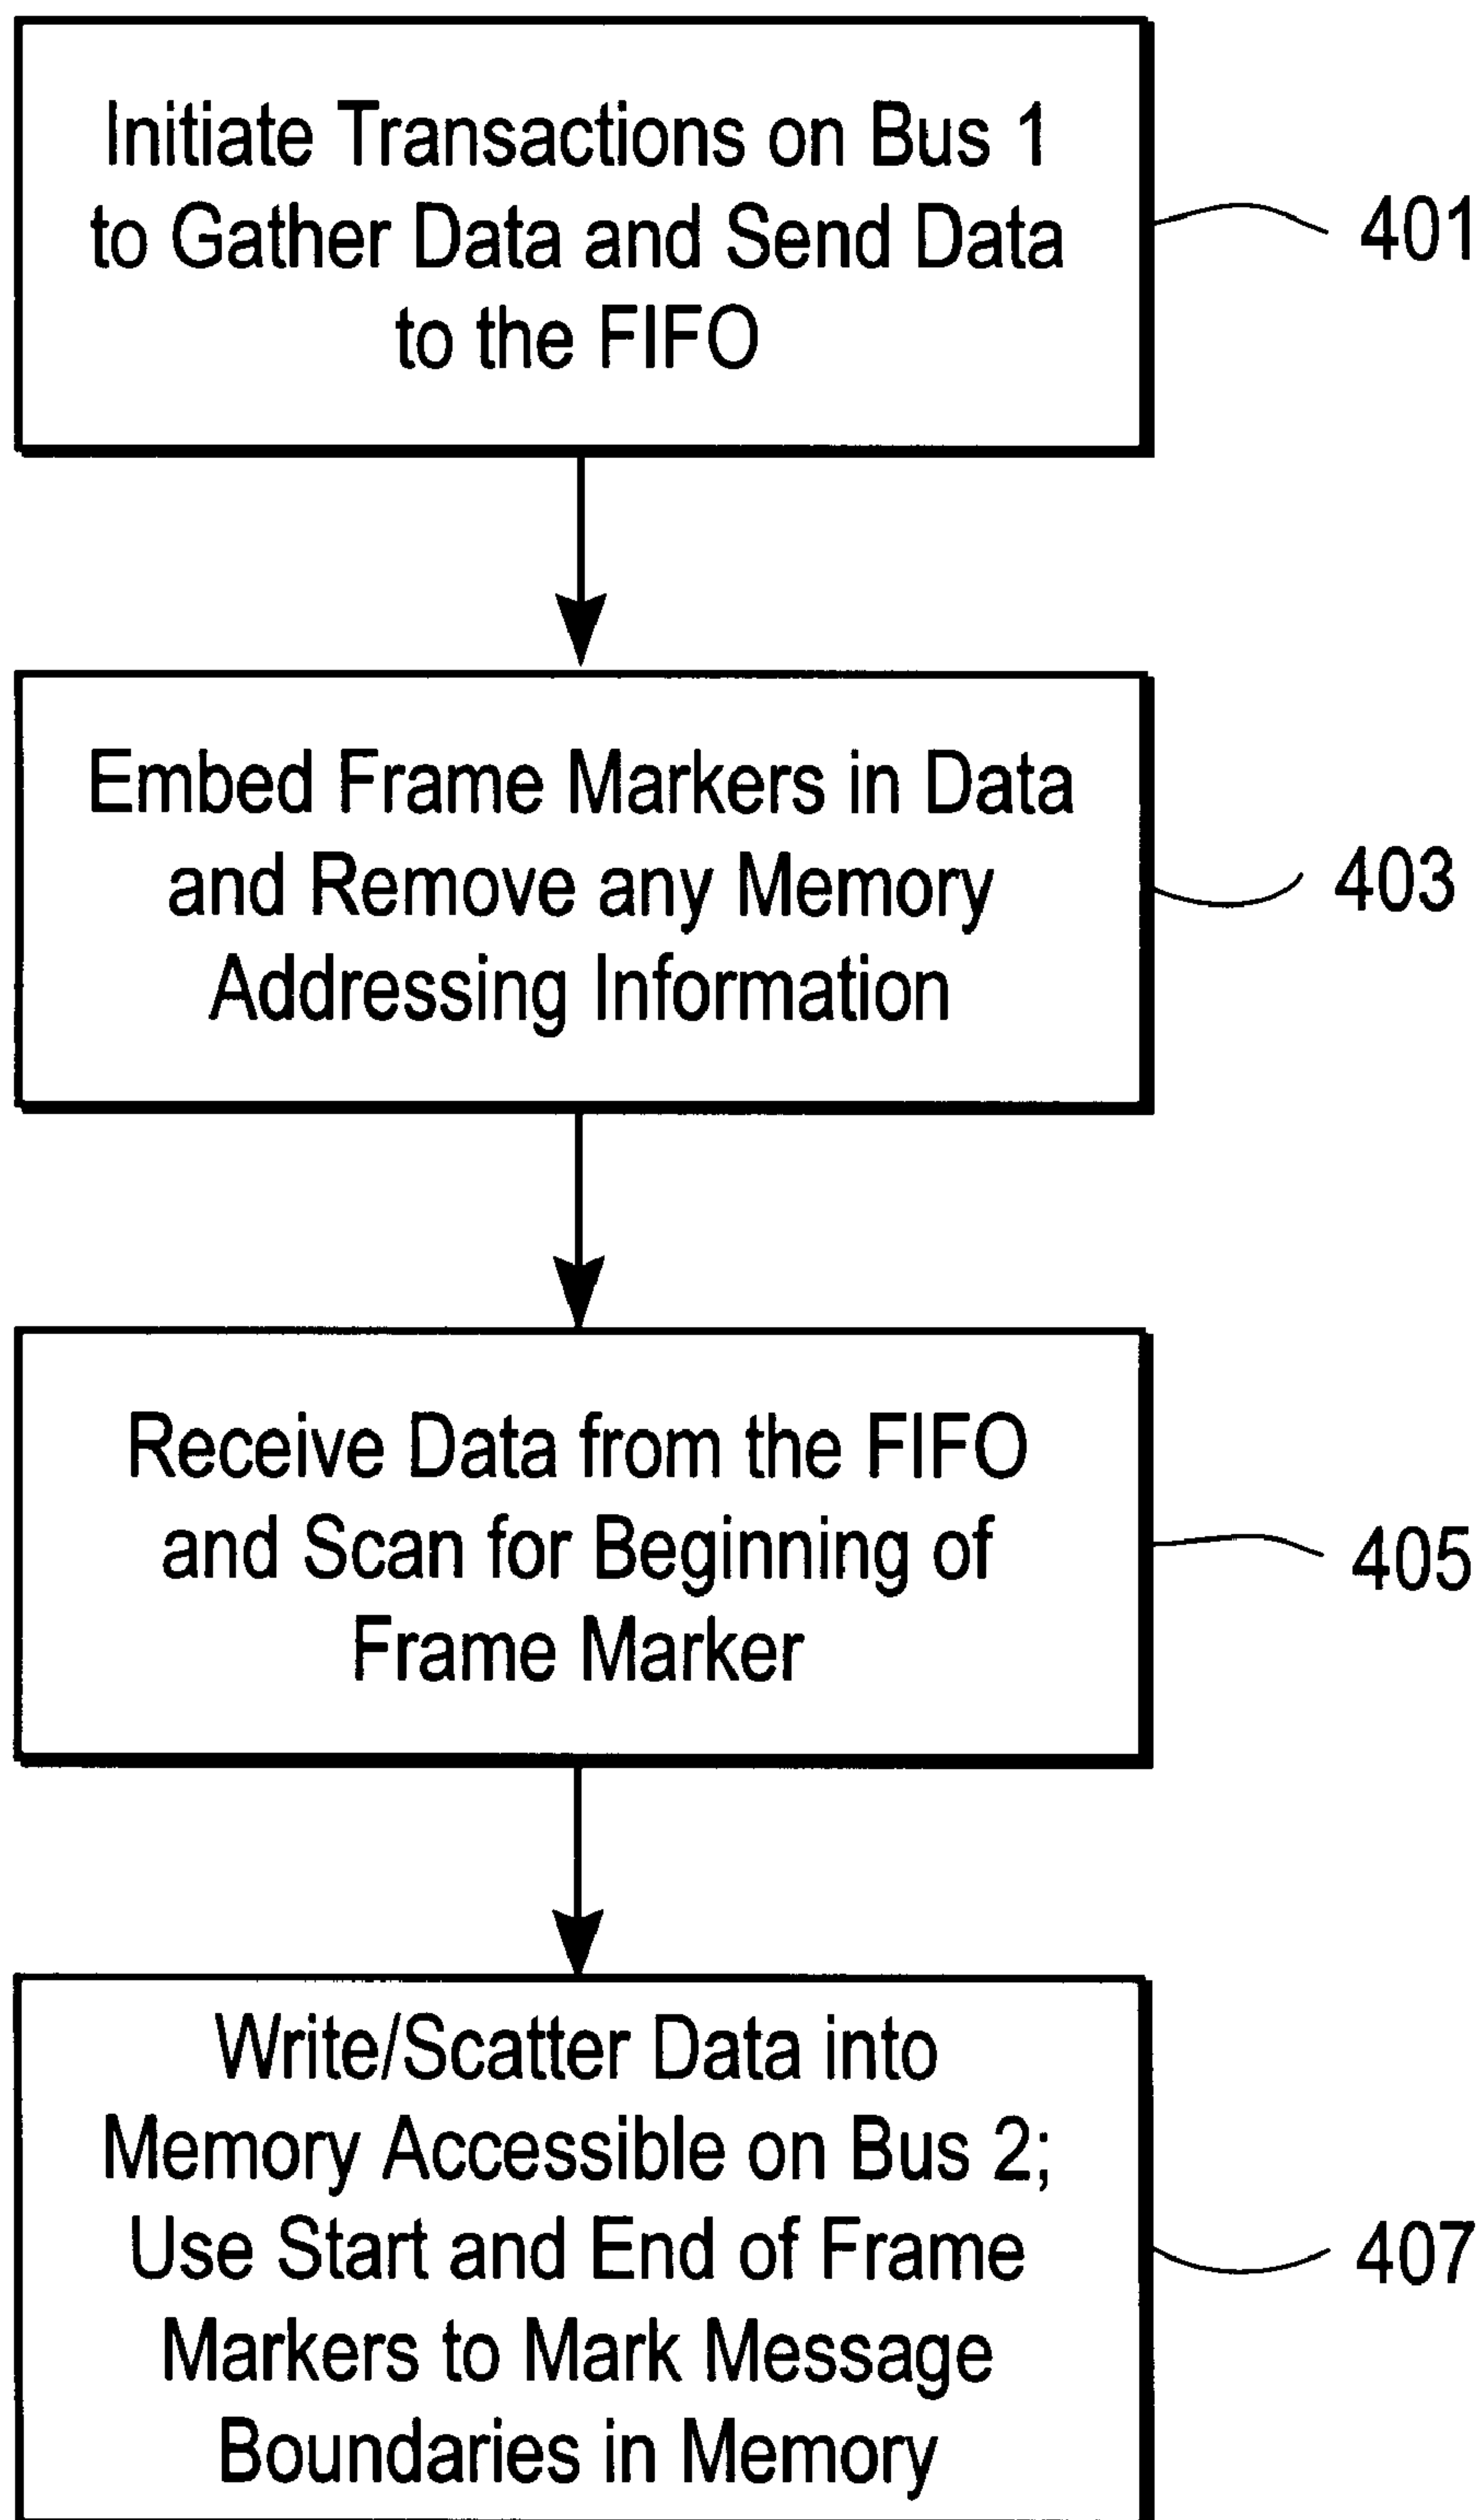 Initiate Transactions on Bus 1
to Gather Data and Send Data
to the FIFO
401
Embed Frame Markers in Data
and Remove any Memory
Addressing Information
403
Receive Data from the FIFO
and Scan for Beginning of
Frame Marker
405
Write/Scatter Data into
Memory Accessible on Bus 2;
Use Start and End of Frame
Markers to Mark Message
Boundaries in Memory
407